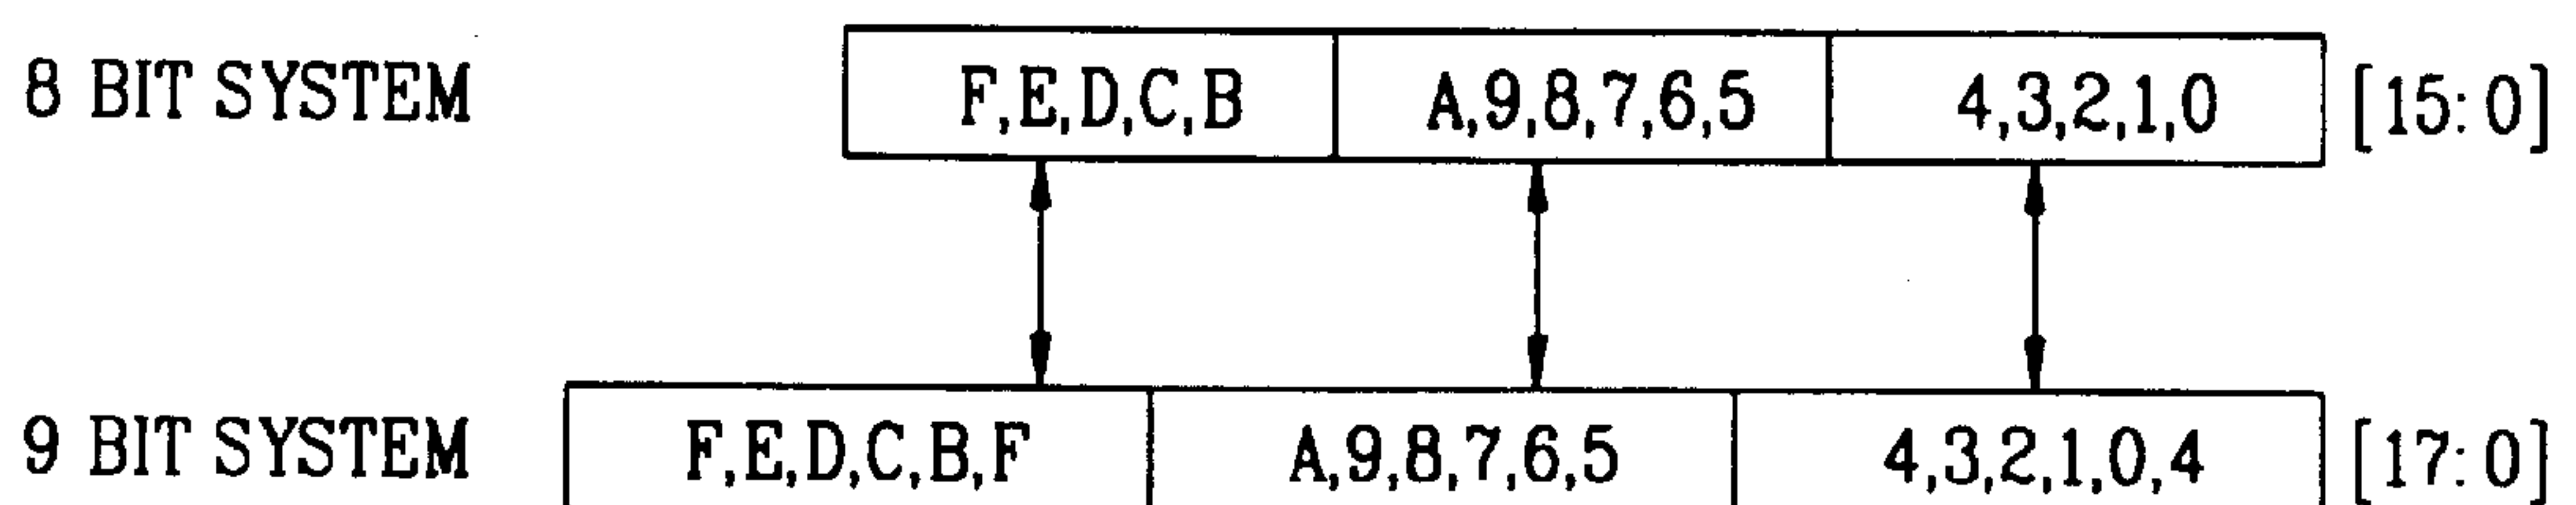 8 BIT SYSTEM F,E,D,C,B A,9,8,7,6,5 4,3,2,1,0 [15:0]
9 BIT SYSTEM F,E,D,C,B,F A,9,8,7,6,5 4,3,2,1,0,4 [17:0]